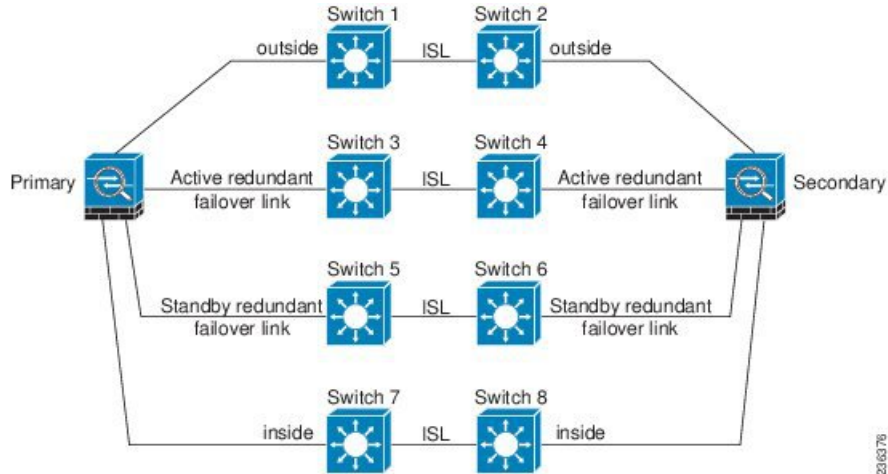 Switch 1
Switch 2
outside
ISL
outside
Switch 3
Switch 4
Primary
Active redundant
failover link
ISL
Active redundant
failover link
Secondary
Switch 5
Switch 6
Standby redundant
failover link
ISL
Standby redundant
failover link
Switch 7
Switch 8
inside
ISL
inside
236376